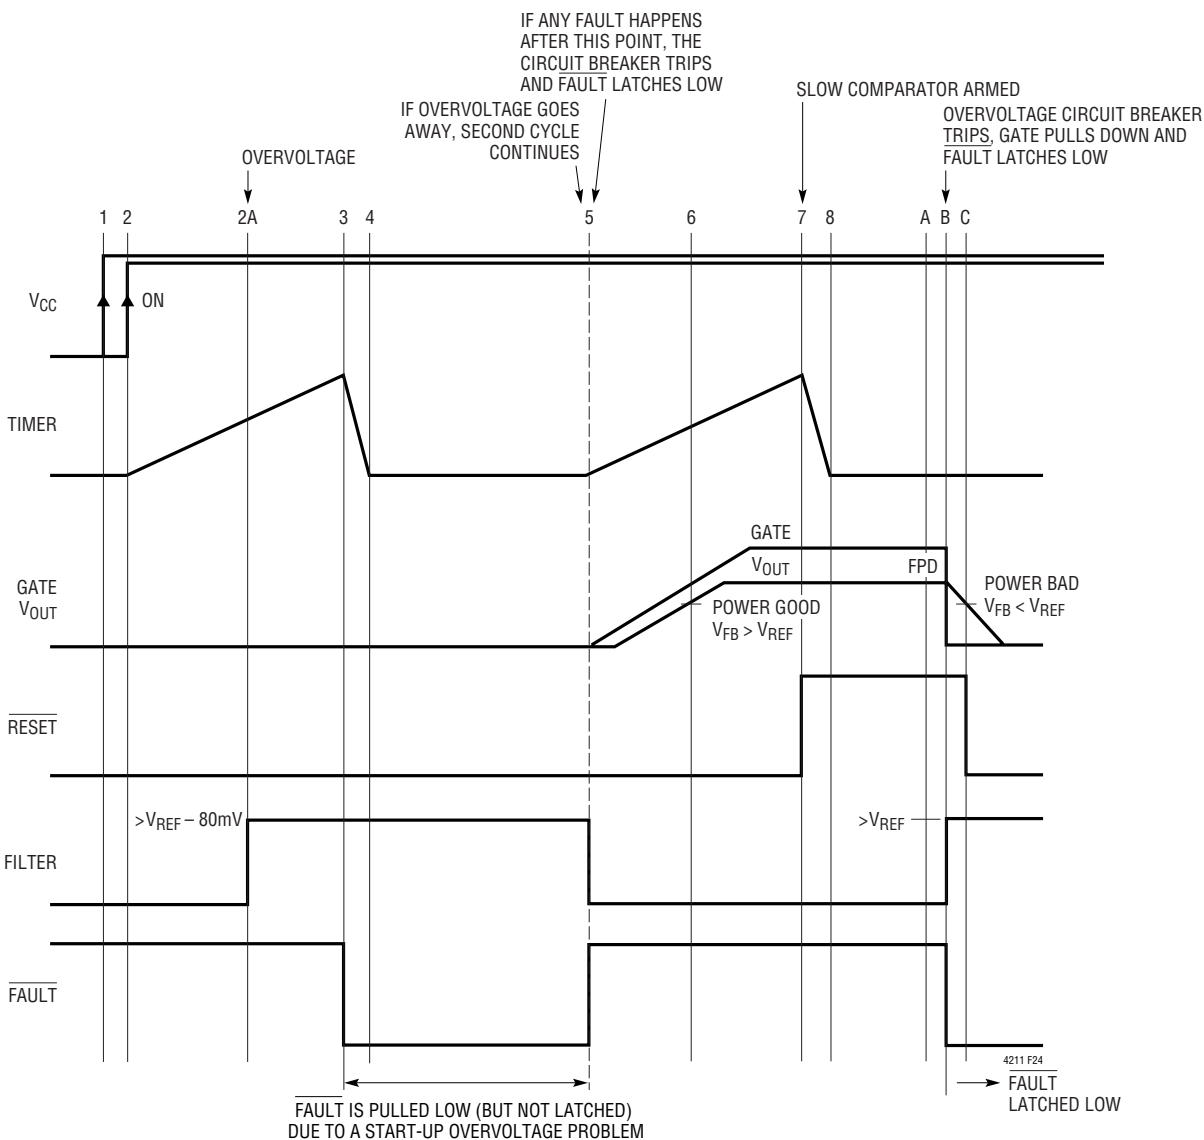 IF ANY FAULT HAPPENS
AFTER THIS POINT, THE
CIRCUIT BREAKER TRIPS
AND FAULT LATCHES LOW
IF OVERVOLTAGE GOES
AWAY, SECOND CYCLE
CONTINUES
SLOW COMPARATOR ARMED
OVERVOLTAGE CIRCUIT BREAKER
TRIPS, GATE PULLS DOWN AND
FAULT LATCHES LOW
OVERVOLTAGE
1 2 2A 3 4 5 6 7 8 A B C
VCC
ON
TIMER
GATE
VOUT
GATE
VOUT
FPD
POWER GOOD
VFB > VREF
POWER BAD
VFB < VREF
RESET
>VREF – 80mV
>VREF
FILTER
FAULT
4211 F24
FAULT
LATCHED LOW
FAULT IS PULLED LOW (BUT NOT LATCHED)
DUE TO A START-UP OVERVOLTAGE PROBLEM